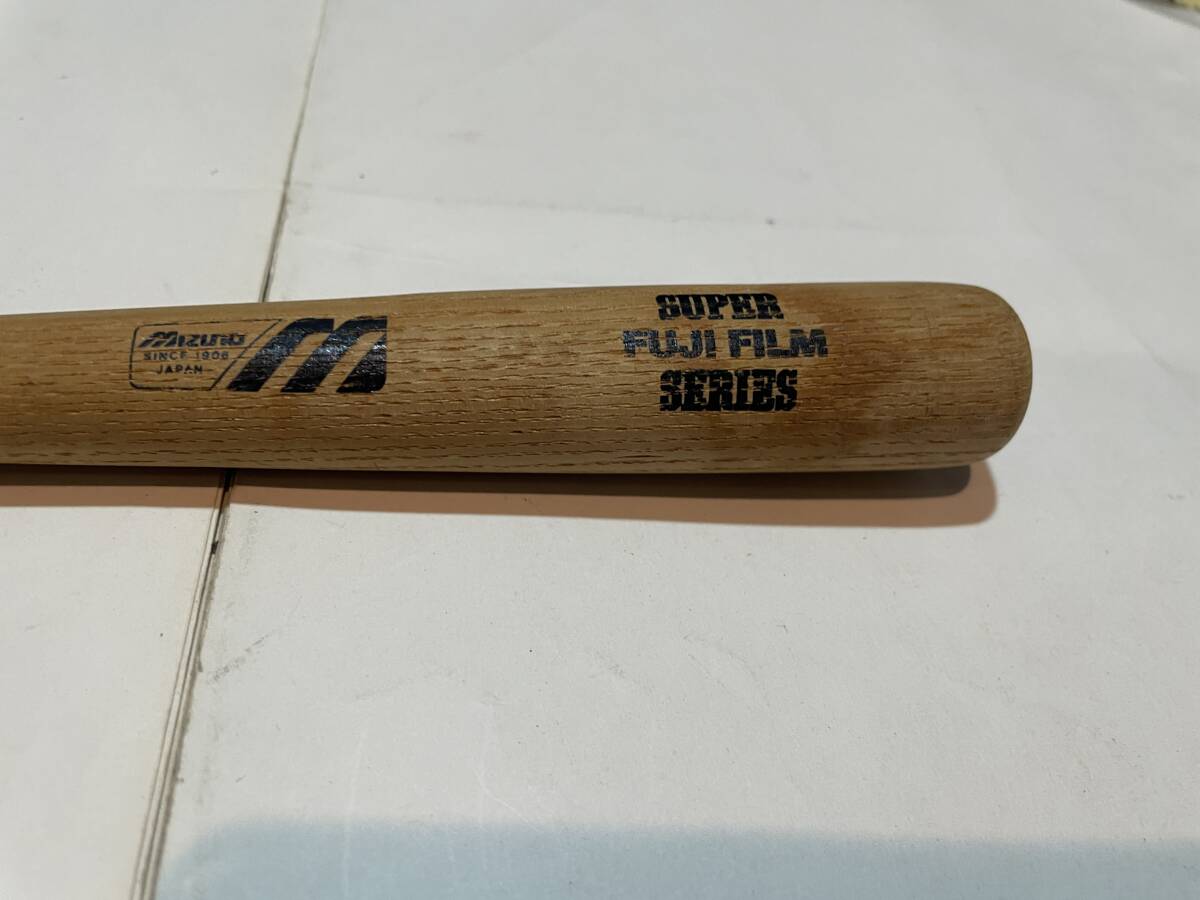 MIZUNO
SINCE 1906
JAPAN
SUPER
FUJI FILM
SERIES